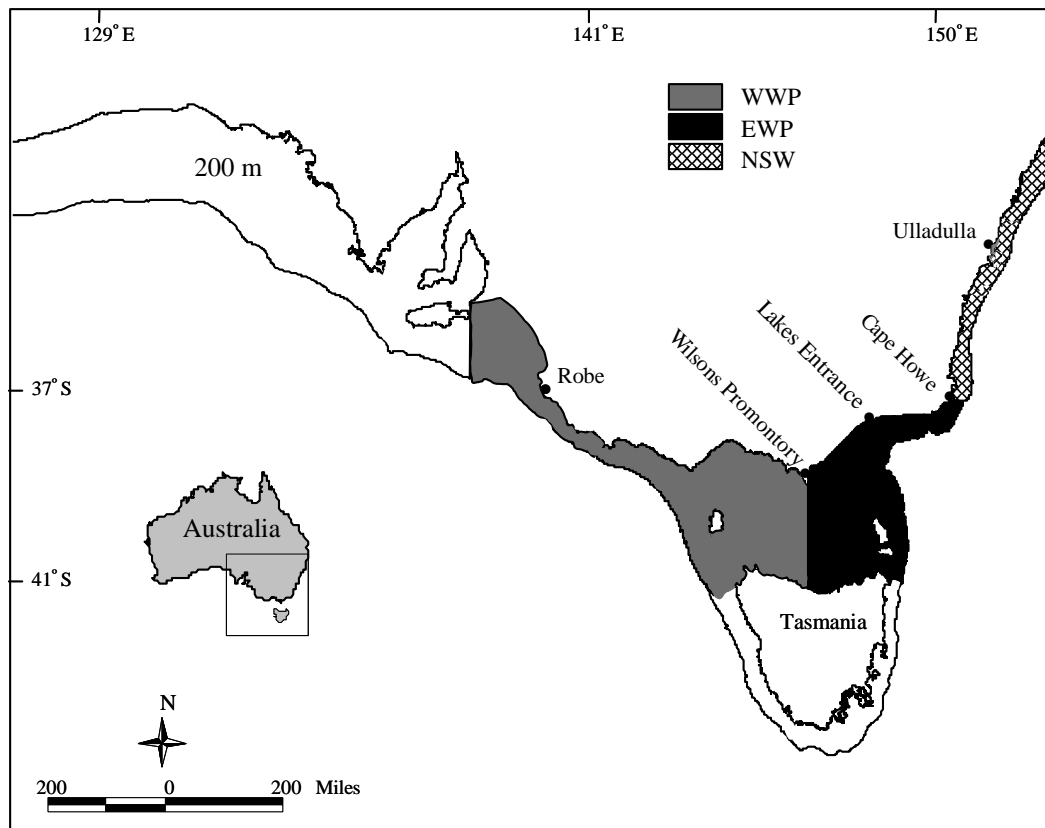 129°E
141°E
150°E
WWP
EWP
NSW
200 m
Ulladulla
Cape Howe
Lakes Entrance
Wilsons Promontory
Robe
37°S
Australia
41°S
Tasmania
N
200 0 200 Miles